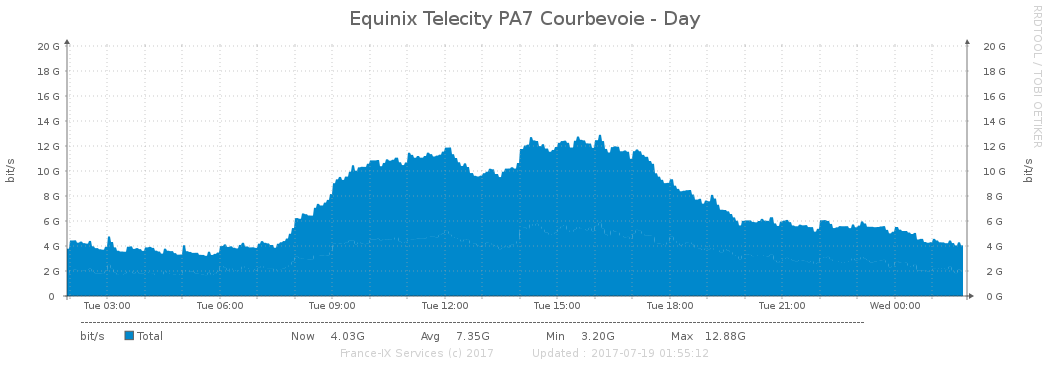 Equinix Telecity PA7 Courbevoie - Day
RRDTOOL / TOBI OETIKER
bit/s
20 G 20 G
18 G 18 G
16 G 16 G
14 G 14 G
12 G 12 G
10 G 10 G
8 G 8 G
6 G 6 G
4 G 4 G
2 G 2 G
0 0 G
bit/s
Tue 03:00 Tue 06:00 Tue 09:00 Tue 12:00 Tue 15:00 Tue 18:00 Tue 21:00 Wed 00:00
bit/s Total Now 4.03G Avg 7.35G Min 3.20G Max 12.88G
France-IX Services (c) 2017 Updated : 2017-07-19 01:55:12